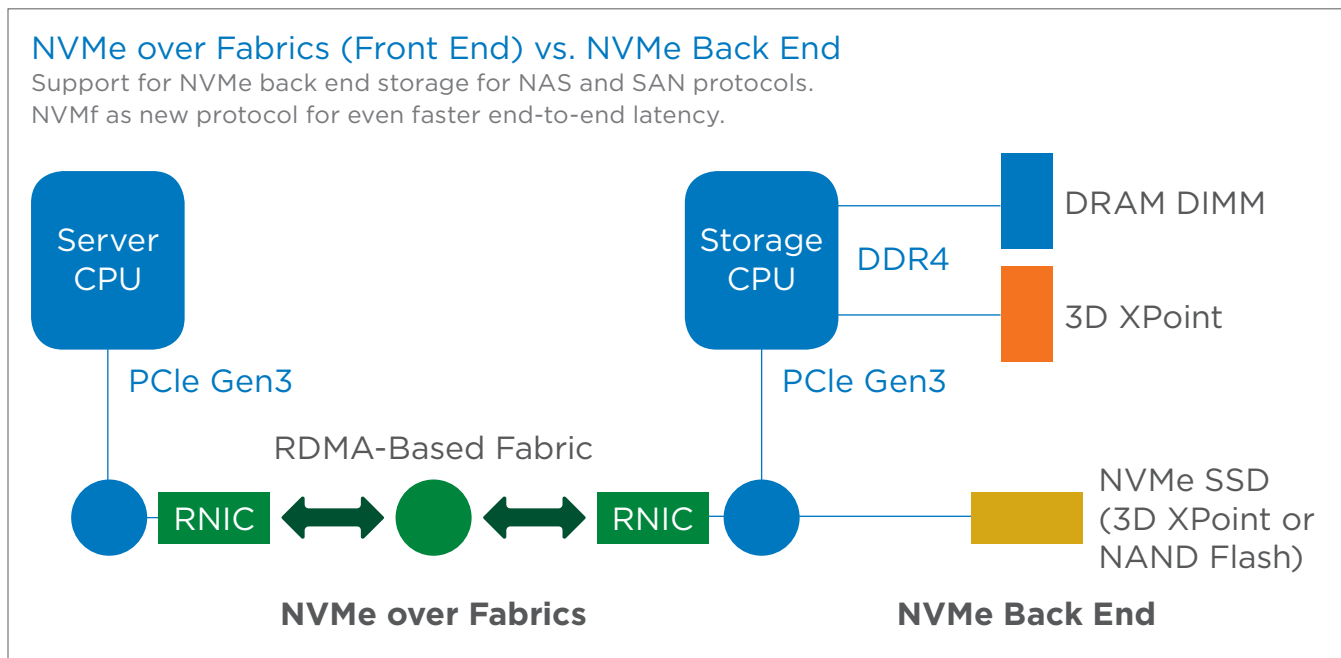 NVMe over Fabrics (Front End) vs. NVMe Back End
Support for NVMe back end storage for NAS and SAN protocols.
NVMf as new protocol for even faster end-to-end latency.
Server
CPU
Storage
CPU
DDR4
DRAM DIMM
3D XPoint
PCIe Gen3
PCIe Gen3
RDMA-Based Fabric
RNIC
RNIC
NVMe SSD
(3D XPoint or
NAND Flash)
NVMe over Fabrics
NVMe Back End